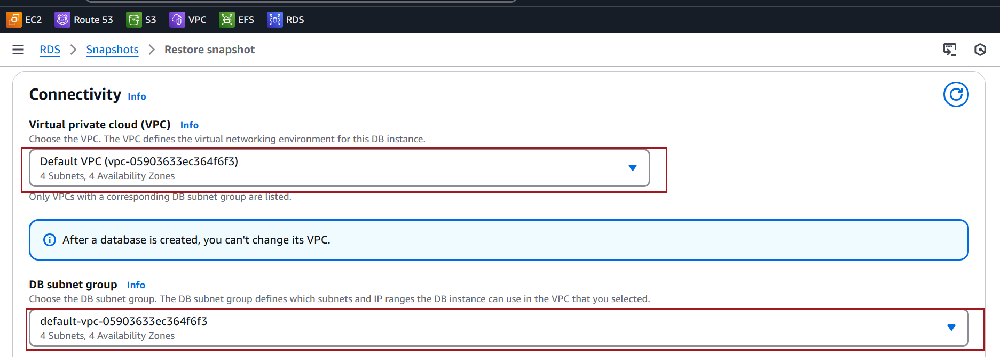 EC2 Route 53 S3 VPC EFS RDS
RDS Snapshots Restore snapshot
Connectivity Info
Virtual private cloud (VPC) Info
Choose the VPC. The VPC defines the virtual networking environment for this DB instance.
Default VPC (vpc-05903633ec364f6f3)
4 Subnets, 4 Availability Zones
Only VPCs with a corresponding DB subnet group are listed.
After a database is created, you can't change its VPC.
DB subnet group Info
Choose the DB subnet group. The DB subnet group defines which subnets and IP ranges the DB instance can use in the VPC that you selected.
default-vpc-05903633ec364f6f3
4 Subnets, 4 Availability Zones